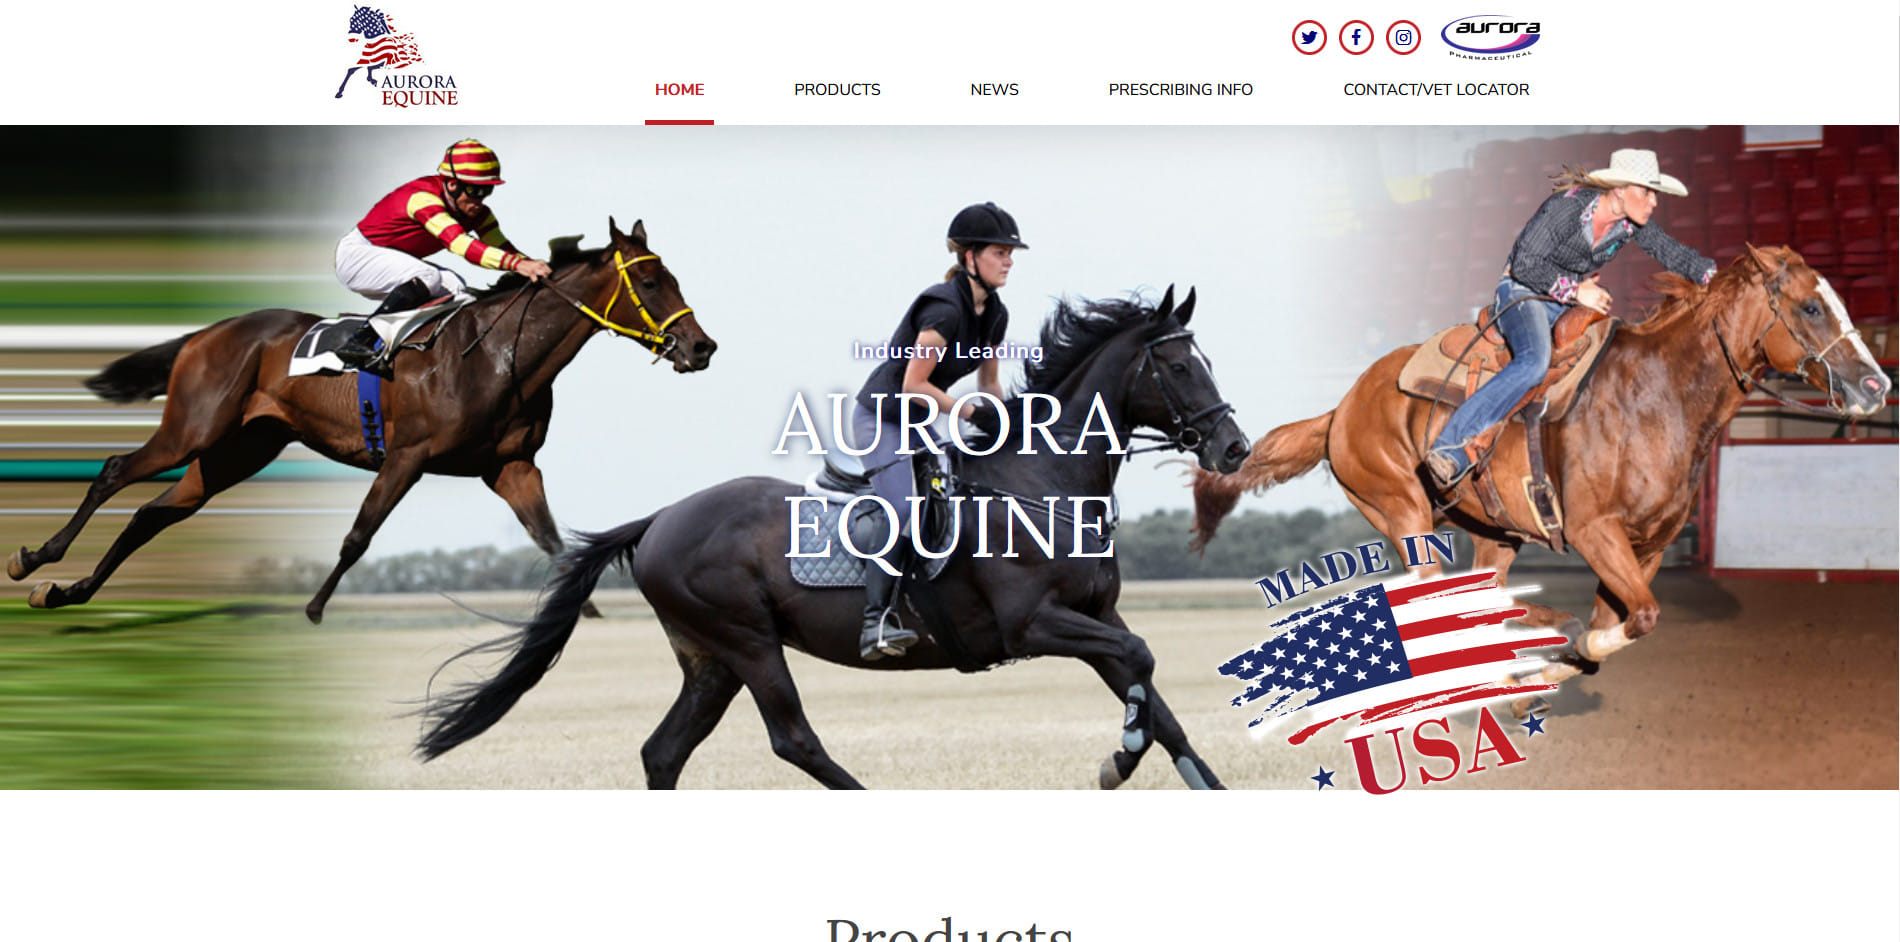 AURORA
EQUINE
aurora
PHARMACEUTICAL
HOME
PRODUCTS
NEWS
PRESCRIBING INFO
CONTACT/VET LOCATOR
Industry Leading
AURORA
EQUINE
MADE IN
USA
Products